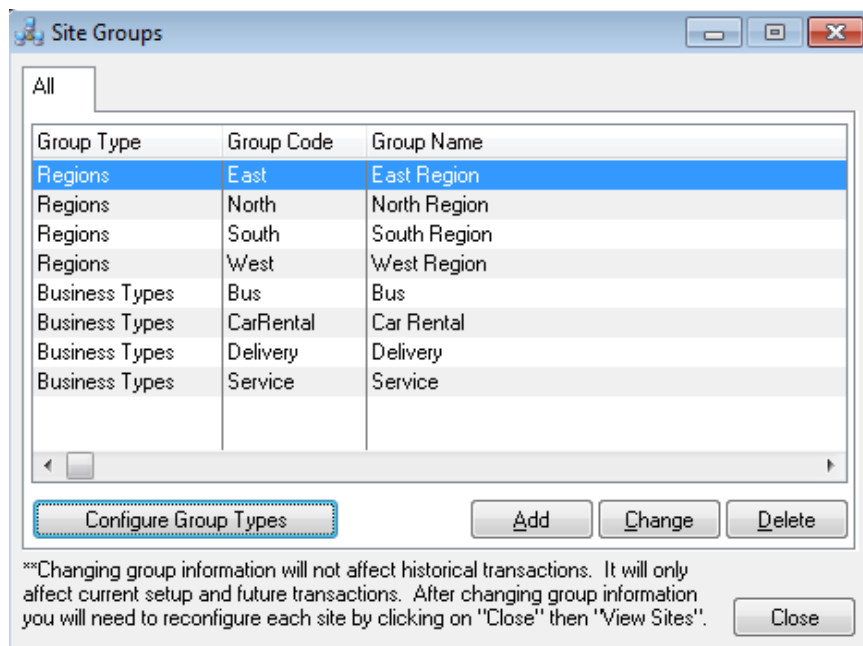 Site Groups
All
Group Type Group Code Group Name
Regions East East Region
Regions North North Region
Regions South South Region
Regions West West Region
Business Types Bus Bus
Business Types CarRental Car Rental
Business Types Delivery Delivery
Business Types Service Service
Configure Group Types Add Change Delete
**Changing group information will not affect historical transactions. It will only
affect current setup and future transactions. After changing group information
you will need to reconfigure each site by clicking on "Close" then "View Sites".
Close